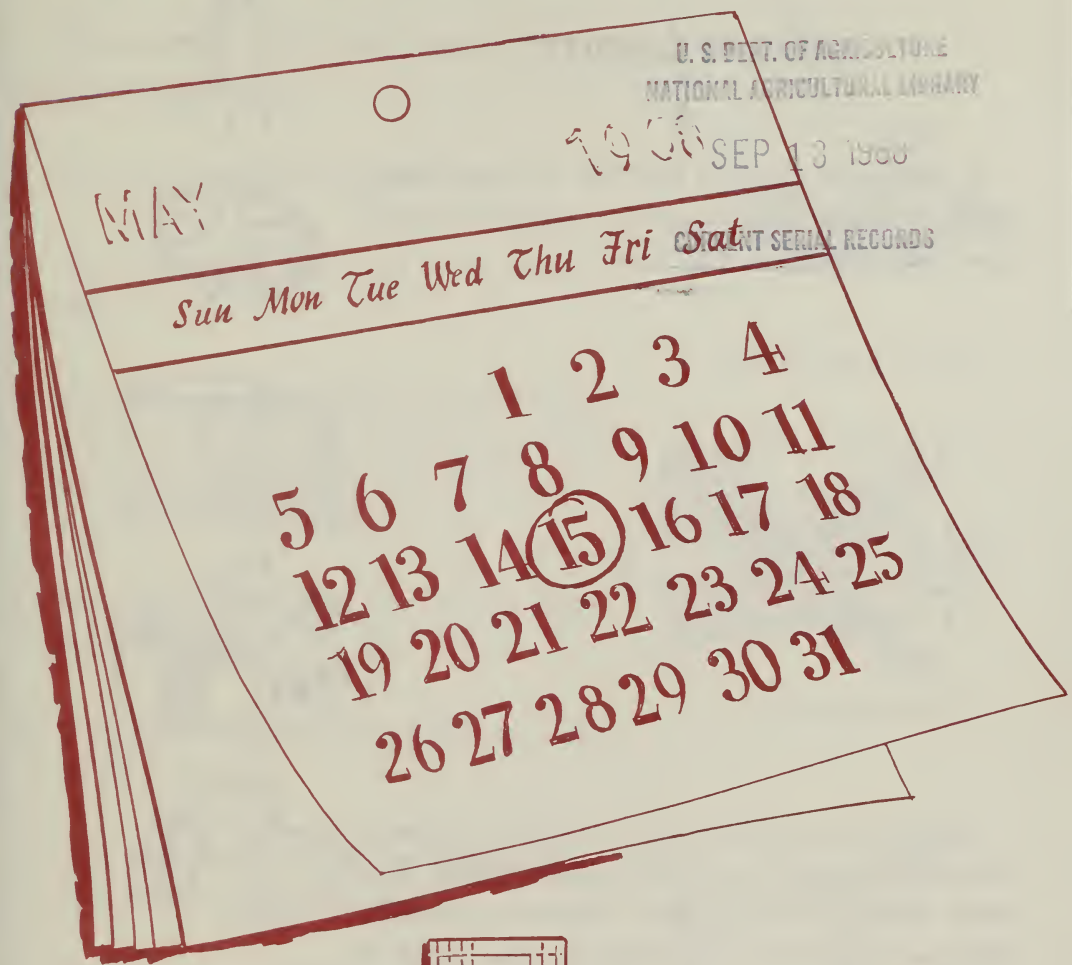 U. S. DEPT. OF AGRICULTURE
NATIONAL AGRICULTURAL LIBRARY
SEP 13
MAY
SERIAL RECORDS
Sun Mon Tue Wed Thu Fri Sat
1 2 3 4
5 6 7 8 9 10 11
12 13 14 15 16 17 18
19 20 21 22 23 24 25
26 27 28 29 30 31